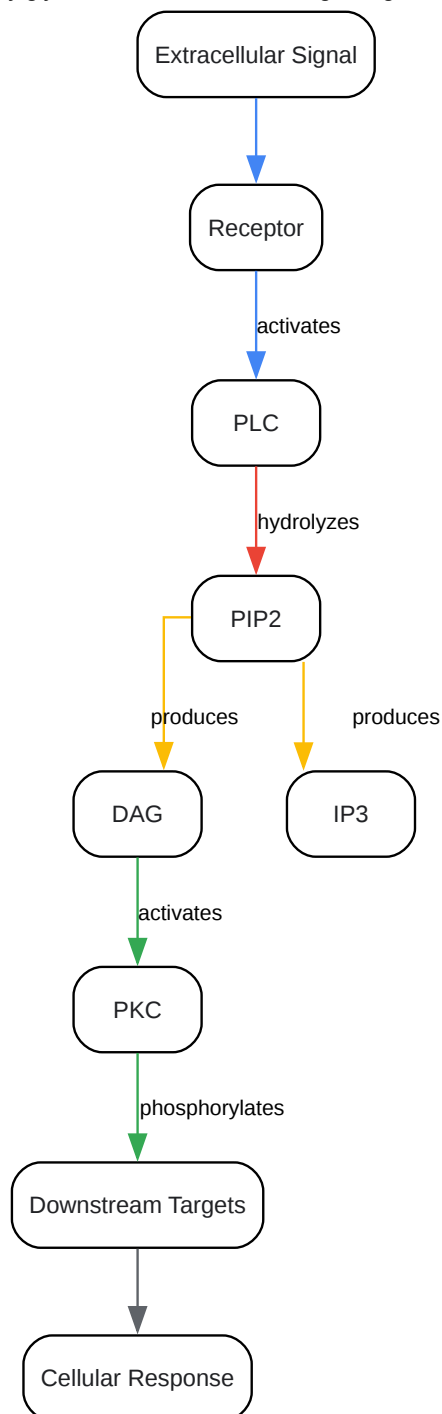 Extracellular Signal
Receptor
activates
PLC
hydrolyzes
PIP2
produces
produces
DAG
IP3
activates
PKC
phosphorylates
Downstream Targets
Cellular Response